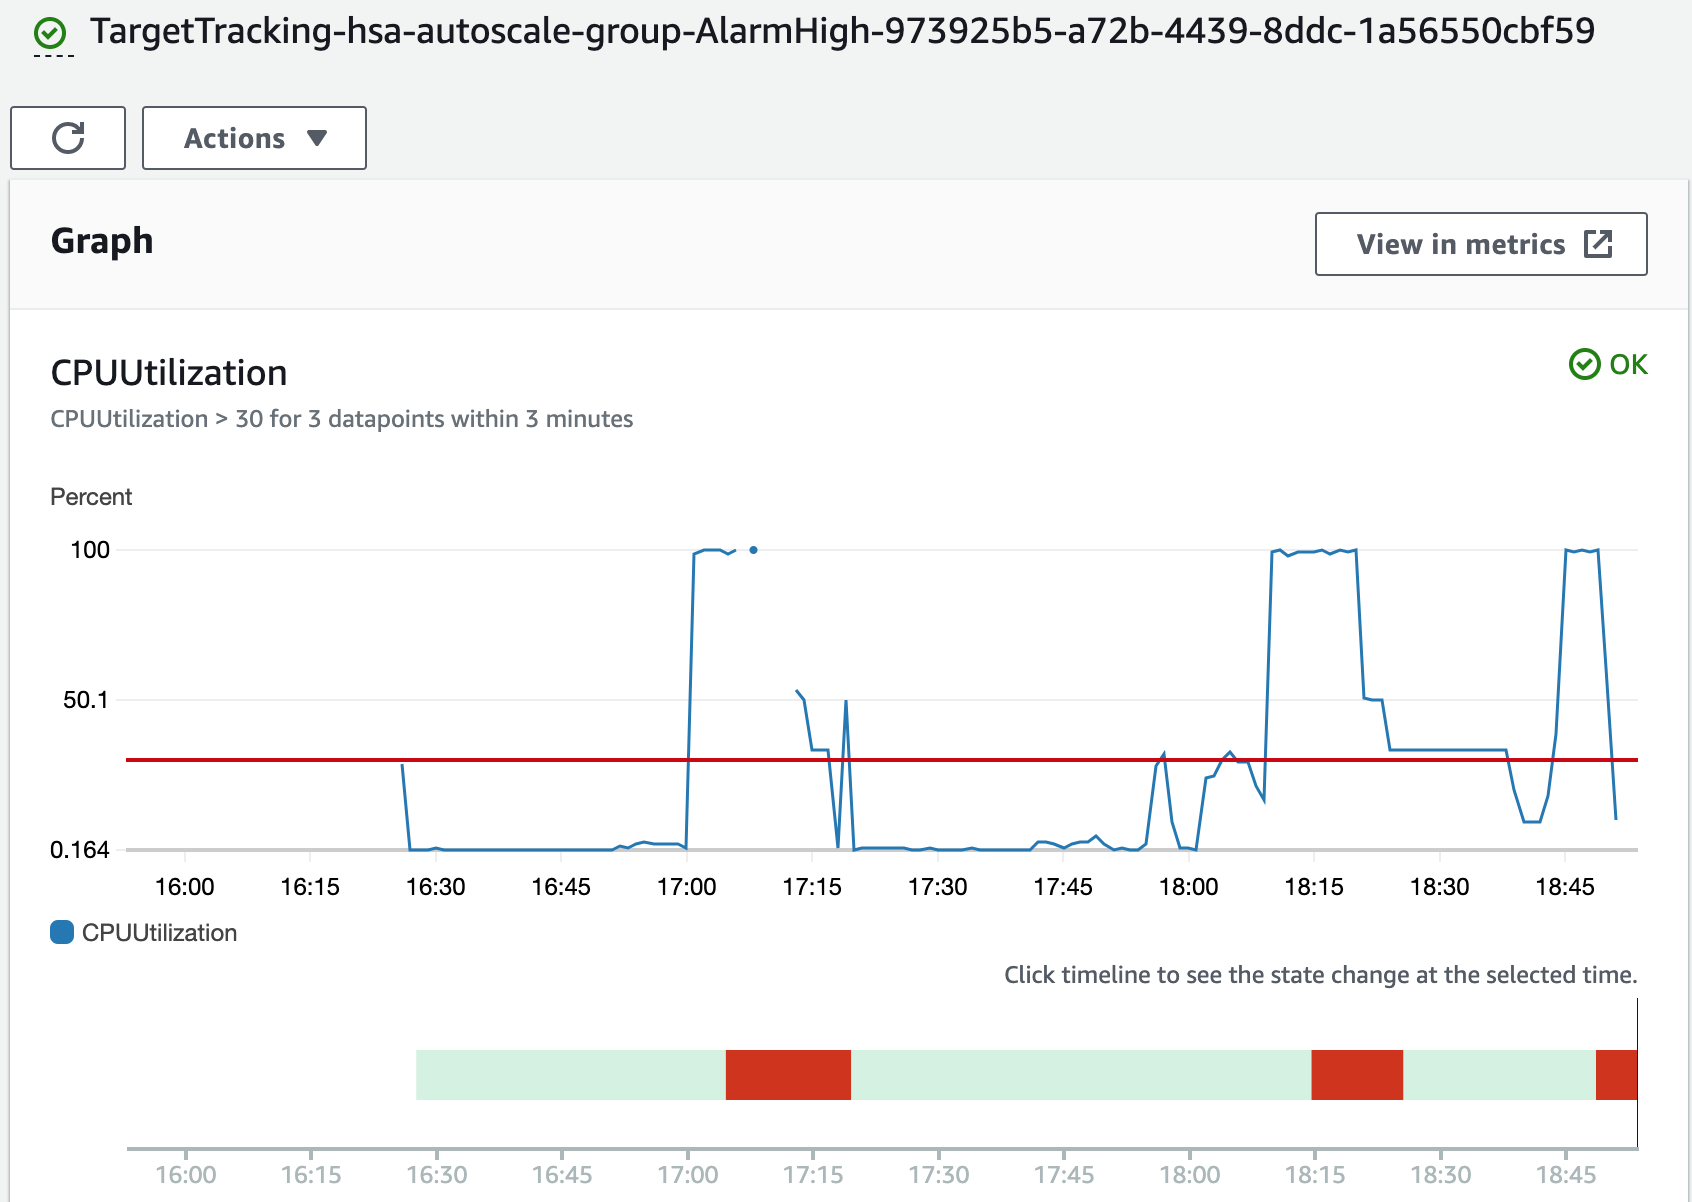 TargetTracking-hsa-autoscale-group-AlarmHigh-973925b5-a72b-4439-8ddc-1a56550cbf59
Actions
Graph
View in metrics
CPUUtilization
OK
CPUUtilization > 30 for 3 datapoints within 3 minutes
Percent
100
50.1
0.164
16:00 16:15 16:30 16:45 17:00 17:15 17:30 17:45 18:00 18:15 18:30 18:45
CPUUtilization
Click timeline to see the state change at the selected time.
16:00 16:15 16:30 16:45 17:00 17:15 17:30 17:45 18:00 18:15 18:30 18:45